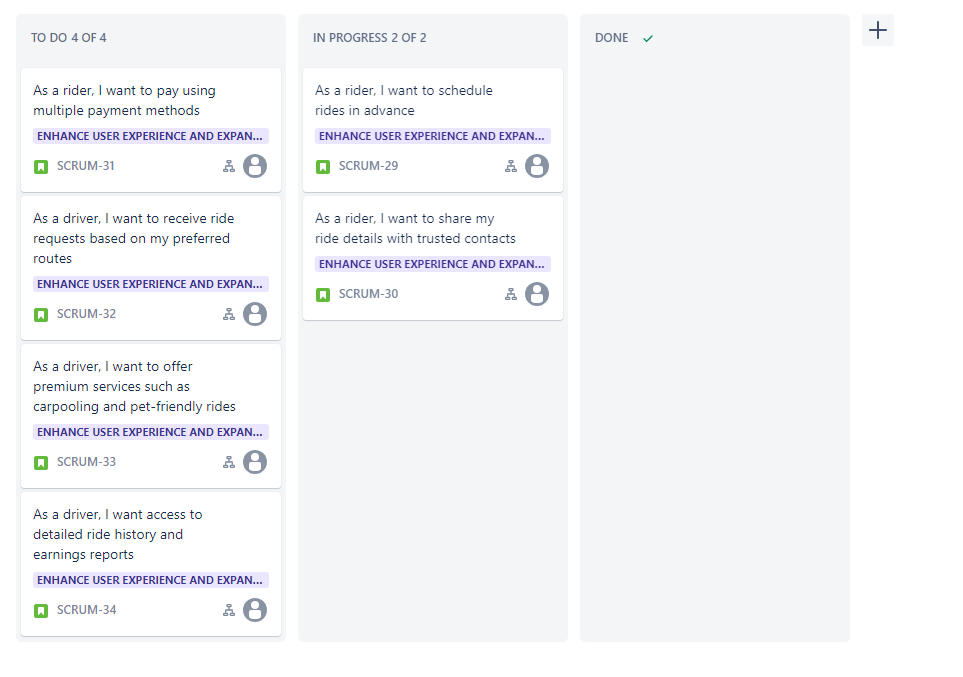 TO DO 4 OF 4
As a rider, I want to pay using
multiple payment methods
ENHANCE USER EXPERIENCE AND EXPAN...
SCRUM-31
As a driver, I want to receive ride
requests based on my preferred
routes
ENHANCE USER EXPERIENCE AND EXPAN...
SCRUM-32
As a driver, I want to offer
premium services such as
carpooling and pet-friendly rides
ENHANCE USER EXPERIENCE AND EXPAN...
SCRUM-33
As a driver, I want access to
detailed ride history and
earnings reports
ENHANCE USER EXPERIENCE AND EXPAN...
SCRUM-34
IN PROGRESS 2 OF 2
As a rider, I want to schedule
rides in advance
ENHANCE USER EXPERIENCE AND EXPAN...
SCRUM-29
As a rider, I want to share my
ride details with trusted contacts
ENHANCE USER EXPERIENCE AND EXPAN...
SCRUM-30
DONE